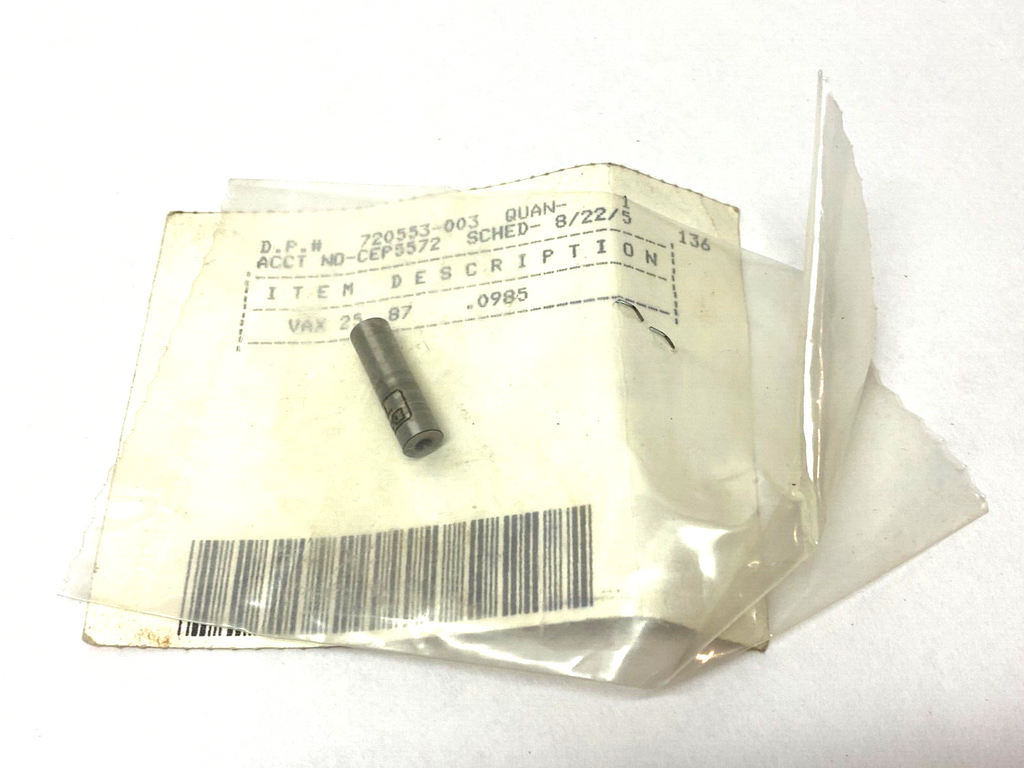 D.P.# 720553-003 QUAN- 1
ACCT NO-CEP5572 SCHED- 8/22/5 136
ITEM DESCRIPTION
VAX 25 87 .0985